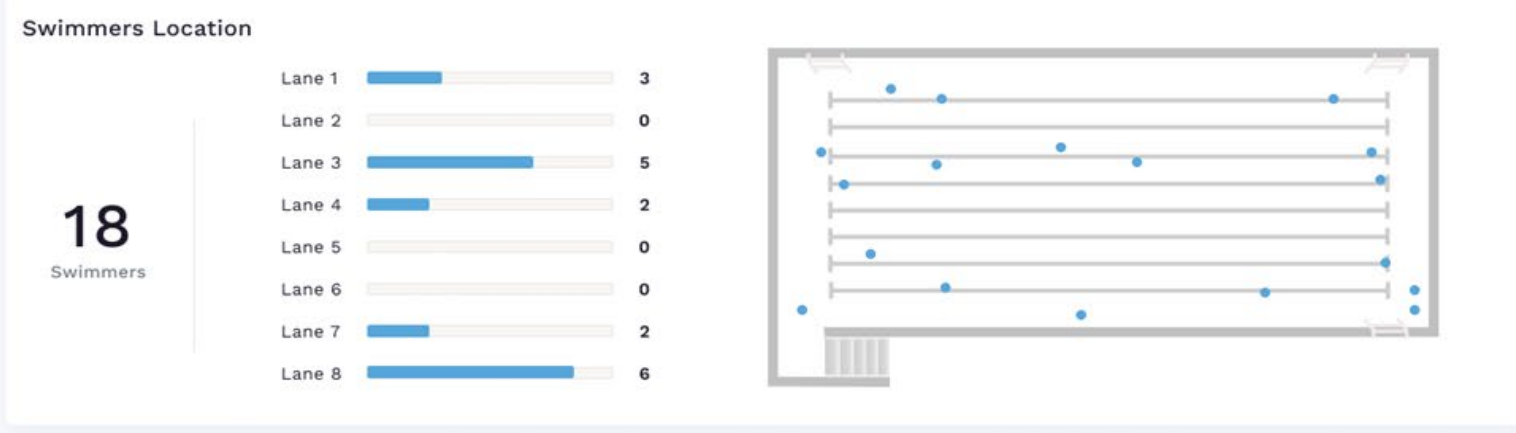 Swimmers Location
18
Swimmers
Lane 1 3
Lane 2 0
Lane 3 5
Lane 4 2
Lane 5 0
Lane 6 0
Lane 7 2
Lane 8 6